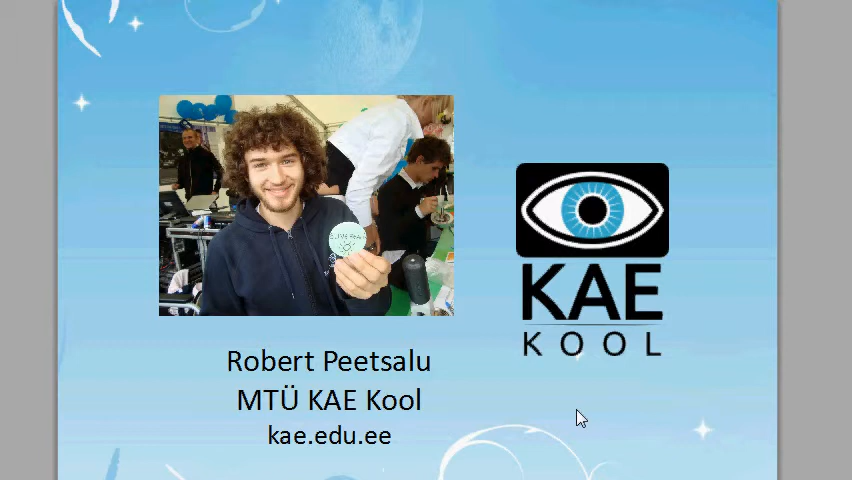 KAE
KOOL
Robert Peetsalu
MTÜ KAE Kool
kae.edu.ee